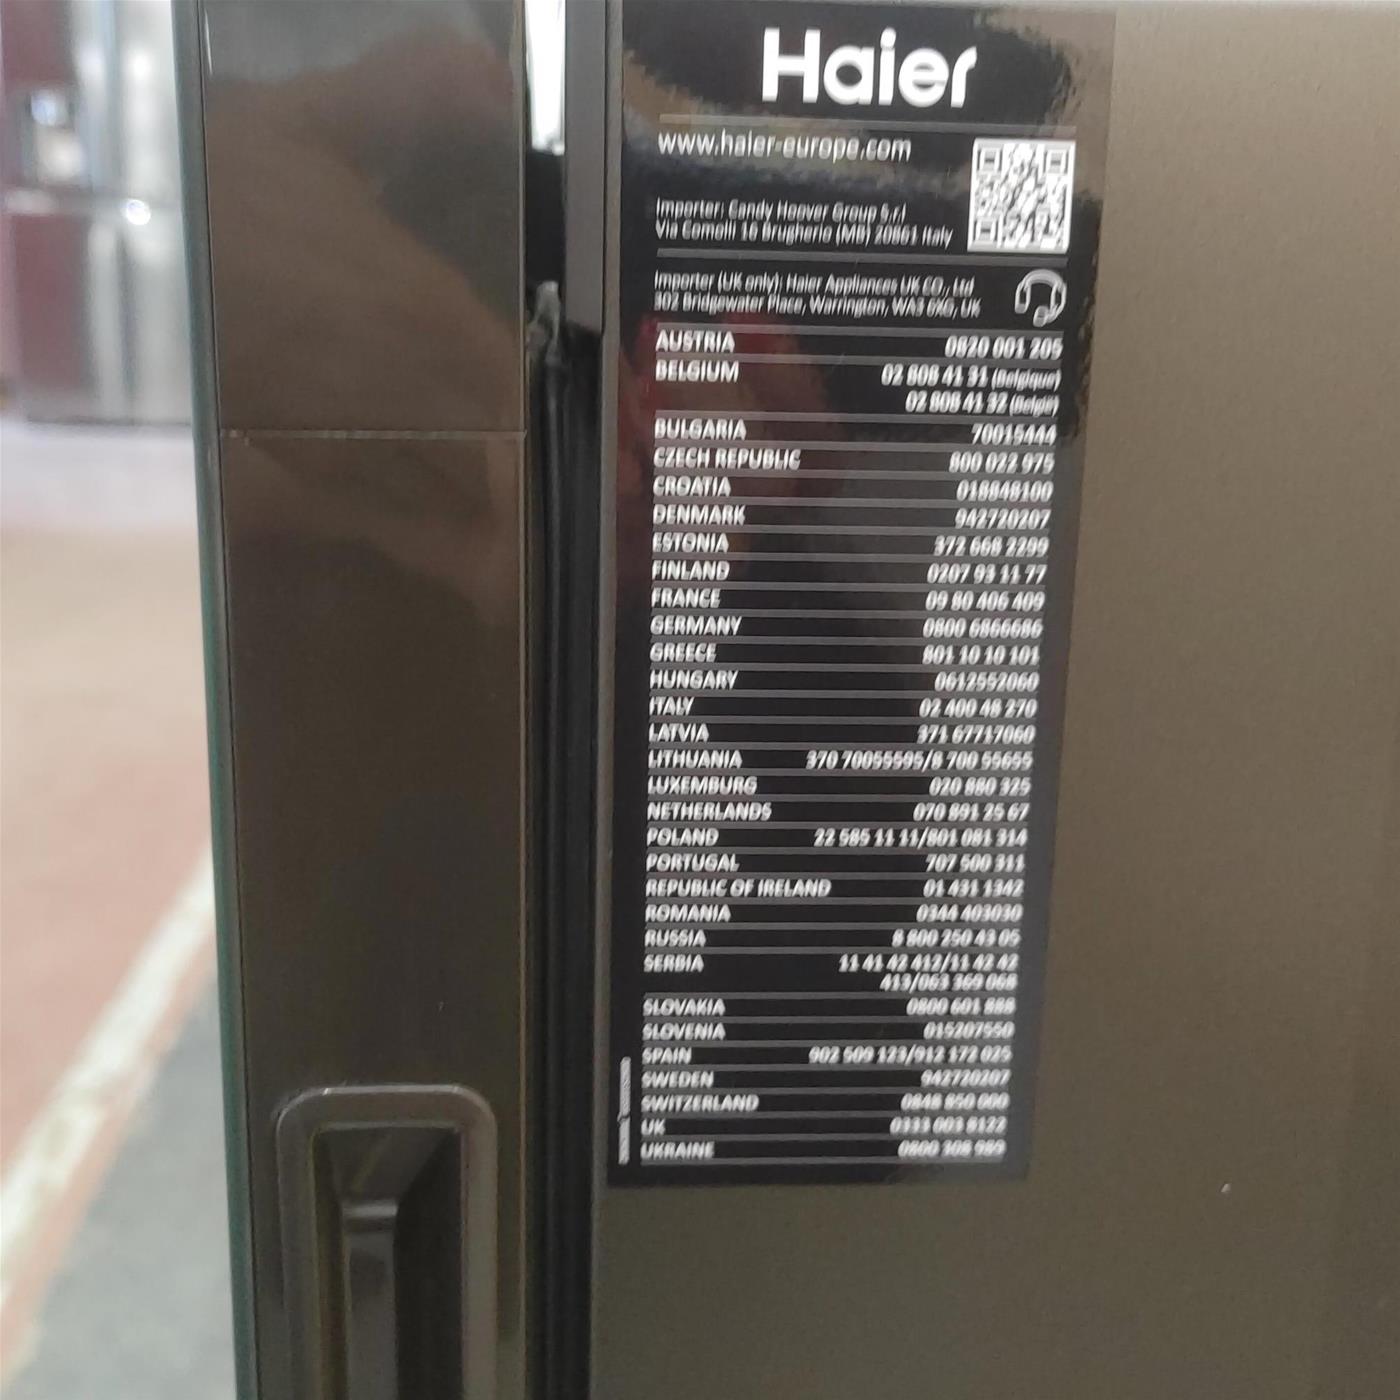 Haier
www.haier-europe.com
Importer: Candy Hoover Group S.r.l
Via Comolli 16 Brugherio (MB) 20861 Italy
Importer (UK only): Haier Appliances UK CO., Ltd
302 Bridgewater Place, Warrington, WA3 6XG, UK
AUSTRIA 0820 001 205
BELGIUM 02 808 41 31 (Belgique)
02 808 41 32 (België)
BULGARIA 70015444
CZECH REPUBLIC 800 022 975
CROATIA 018848100
DENMARK 942720207
ESTONIA 372 668 2299
FINLAND 0207 93 11 77
FRANCE 09 80 406 409
GERMANY 0800 6866686
GREECE 801 10 10 101
HUNGARY 0612552060
ITALY 02 400 48 270
LATVIA 371 67717060
LITHUANIA 370 70055595/8 700 55655
LUXEMBURG 020 880 325
NETHERLANDS 070 891 25 67
POLAND 22 585 11 11/801 081 314
PORTUGAL 707 500 311
REPUBLIC OF IRELAND 01 431 1342
ROMANIA 0344 403030
RUSSIA 8 800 250 43 05
SERBIA 11 41 42 412/11 42 42
413/063 369 068
SLOVAKIA 0800 601 888
SLOVENIA 015207550
SPAIN 902 509 123/912 172 025
SWEDEN 942720207
SWITZERLAND 0848 850 000
UK 0333 003 8122
UKRAINE 0800 308 989